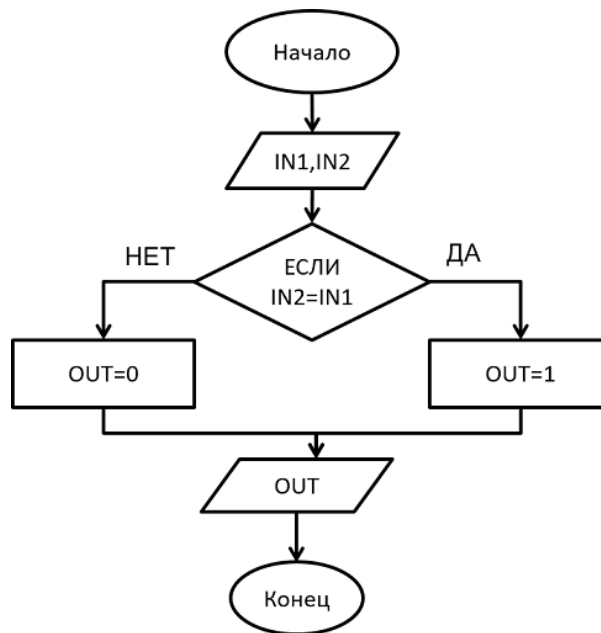 Начало
IN1,IN2
НЕТ
ЕСЛИ
IN2=IN1
ДА
OUT=0
OUT=1
OUT
Конец